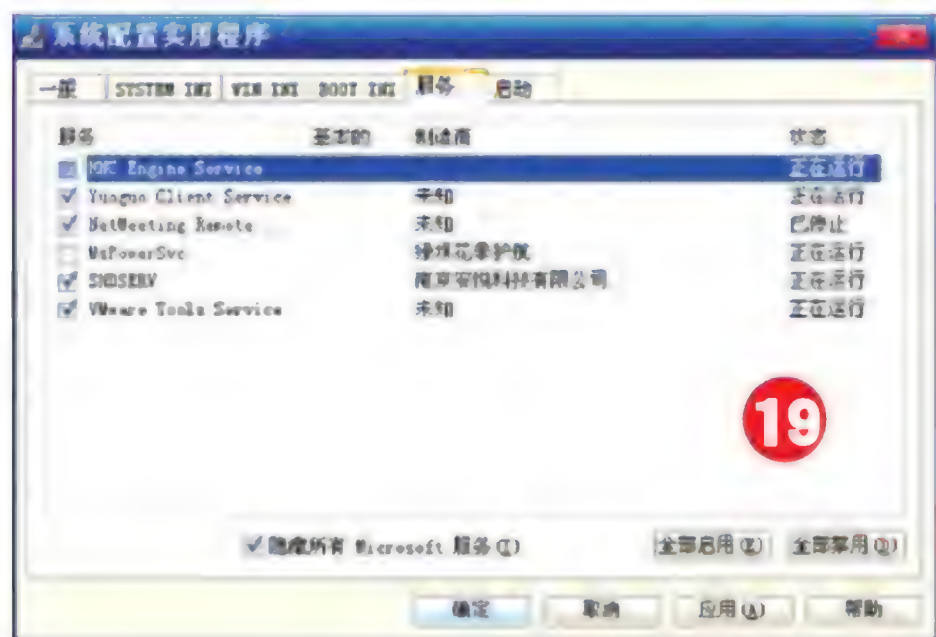 系统配置实用程序
一般 SYSTEM INI WIN INI BOOT INI 服务 启动
服务 基本的 制造商 状态
Engine Service 正在运行
Yuaguo Client Service 未知 正在运行
NetMeeting Remote 未知 已停止
MsPowerSvc 正在运行
SMDSERV 正在运行
VMware Tools Service 未知 正在运行
19
隐藏所有 Microsoft 服务(I) 全部启用(E) 全部禁用(D)
确定 取消 应用(A) 帮助